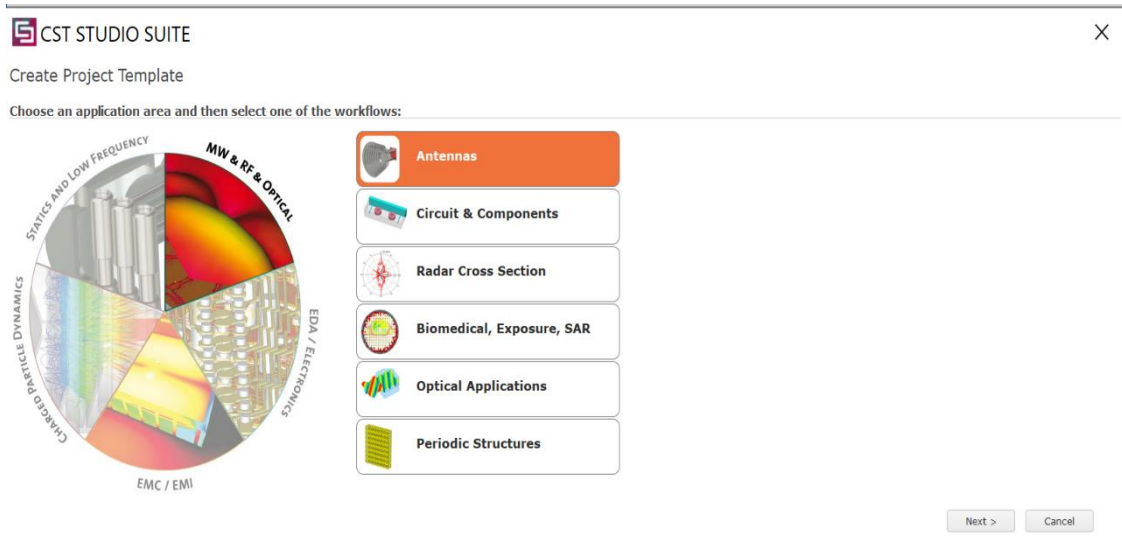 CST STUDIO SUITE
X
Create Project Template
Choose an application area and then select one of the workflows:
STATICS AND LOW FREQUENCY
MW & RF & OPTICAL
EDA / ELECTRONICS
EMC / EMI
CHARGED PARTICLE DYNAMICS
Antennas
Circuit & Components
Radar Cross Section
Biomedical, Exposure, SAR
Optical Applications
Periodic Structures
Next >
Cancel